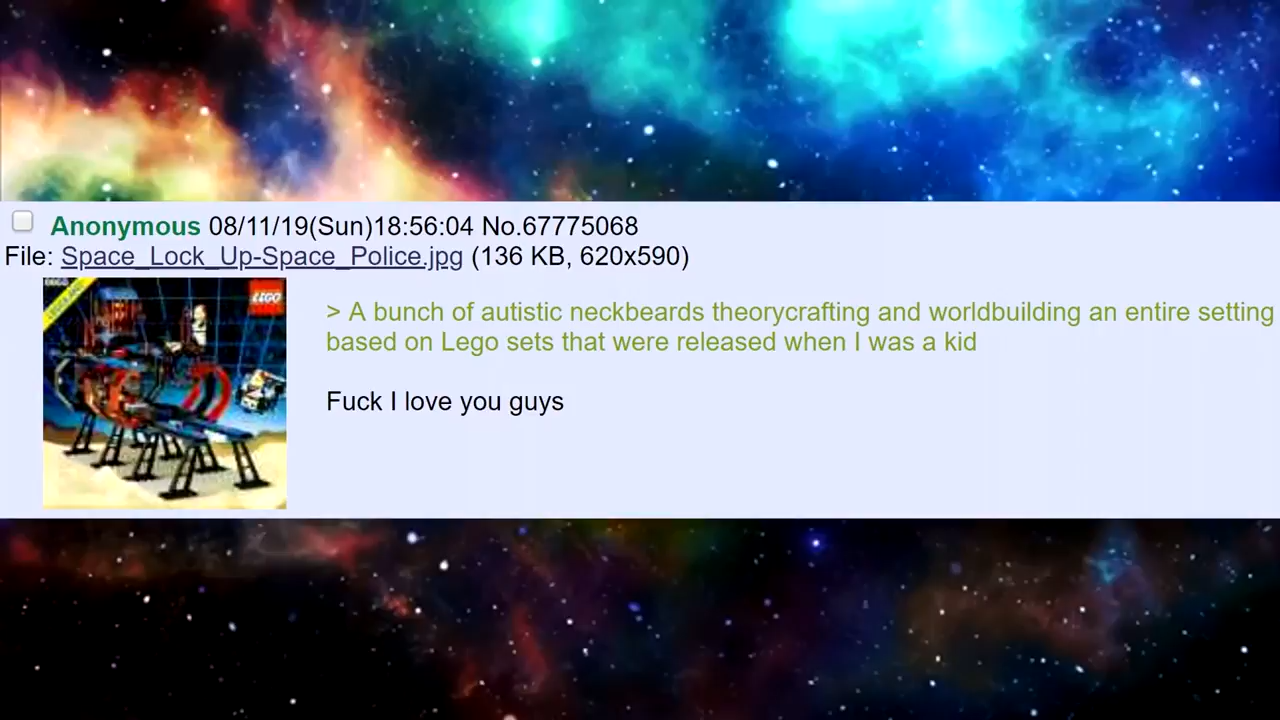 Anonymous 08/11/19(Sun)18:56:04 No.67775068
File: Space_Lock_Up-Space_Police.jpg (136 KB, 620x590)
LEGOLAND
LEGO
> A bunch of autistic neckbeards theorycrafting and worldbuilding an entire setting
based on Lego sets that were released when I was a kid
Fuck I love you guys